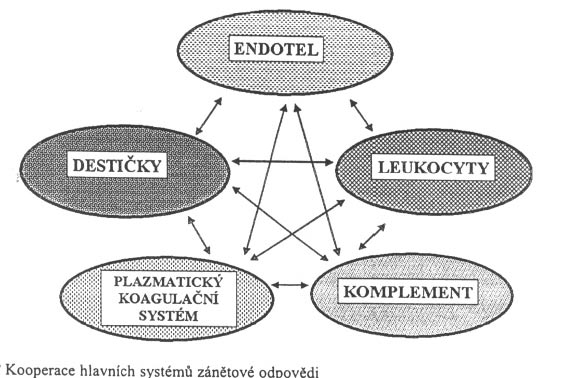 ENDOTEL
DESTIČKY
LEUKOCYTY
PLAZMATICKÝ
KOAGULAČNÍ
SYSTÉM
KOMPLEMENT
Kooperace hlavních systémů zánětové odpovědi